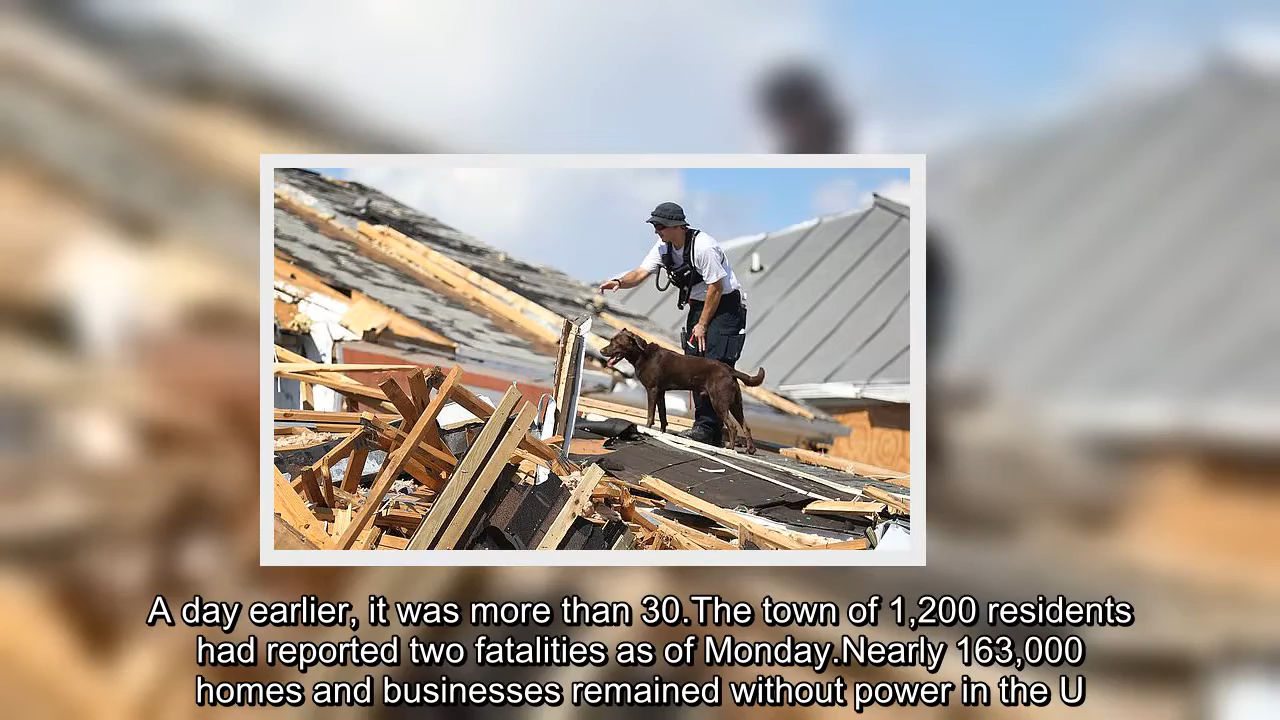 A day earlier, it was more than 30.The town of 1,200 residents
had reported two fatalities as of Monday.Nearly 163,000
homes and businesses remained without power in the U